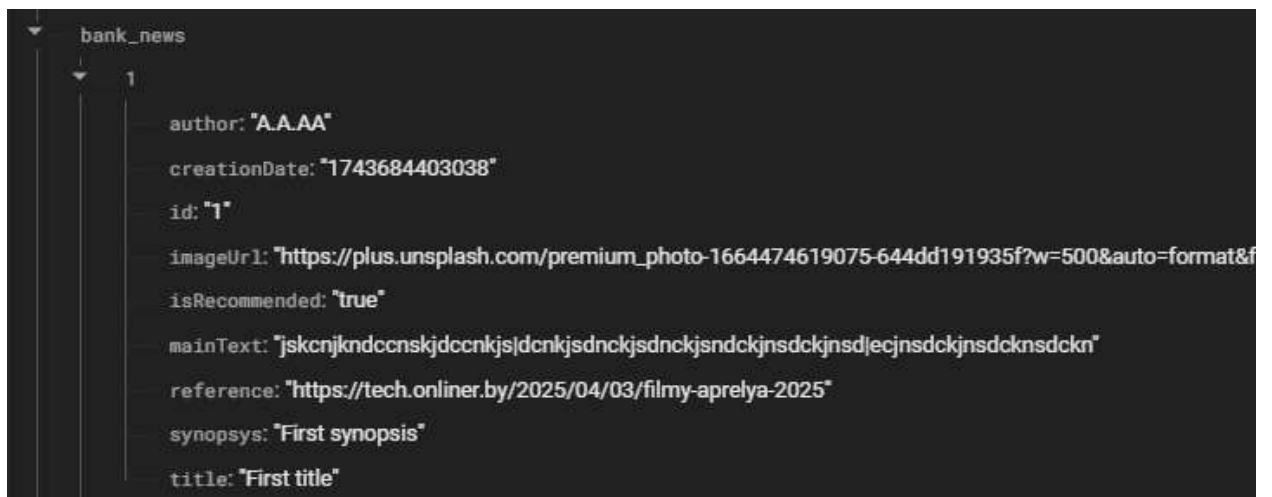 bank_news
1
author: "A.A.AA"
creationDate: "1743684403038"
id: "1"
imageUrl: "https://plus.unsplash.com/premium_photo-1664474619075-644dd191935f?w=500&auto=format&f
isRecommended: "true"
mainText: "jskcnjkndccnskjdccnkjs|dcnkjsdnckjsdnckjsndckjnsdckjnsd|ecjnsdckjnsdcknsdckn"
reference: "https://tech.onliner.by/2025/04/03/filmy-aprelya-2025"
synopsys: "First synopsis"
title: "First title"